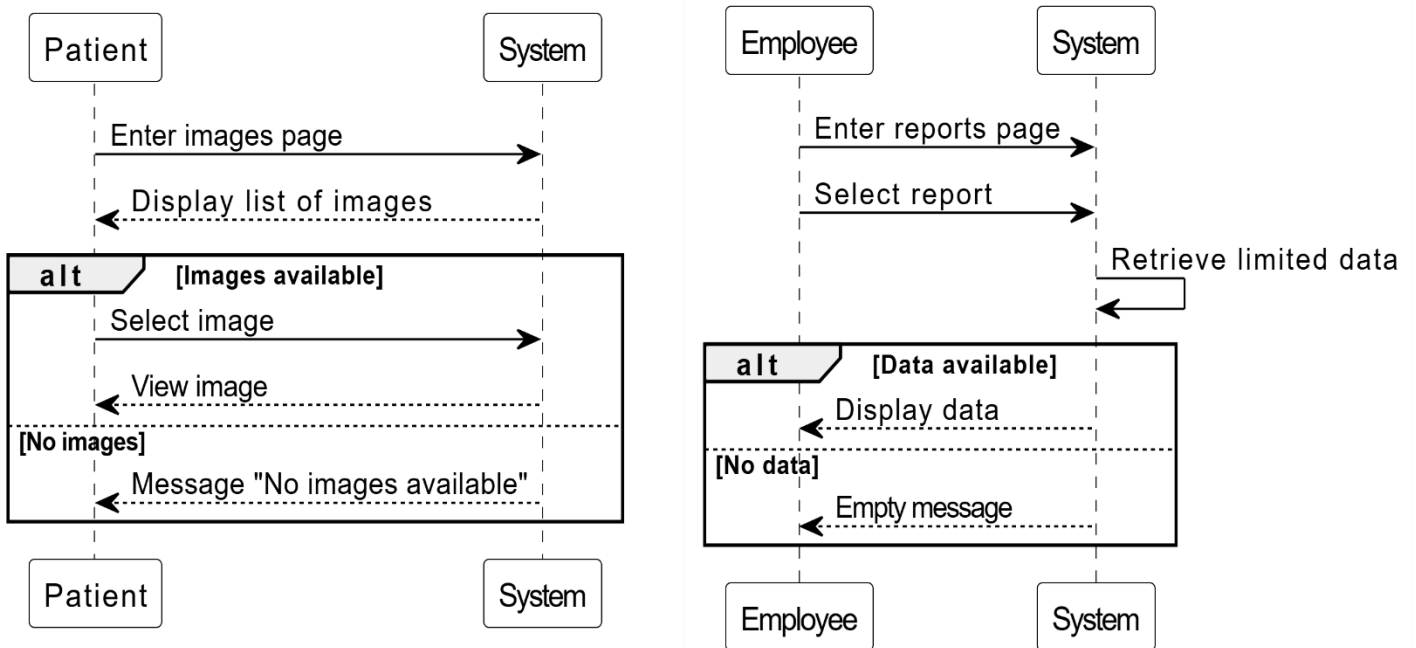 Patient
System
Enter images page
Display list of images
alt
[Images available]
Select image
View image
[No images]
Message "No images available"
Patient
System
Employee
System
Enter reports page
Select report
Retrieve limited data
alt
[Data available]
Display data
[No data]
Empty message
Employee
System